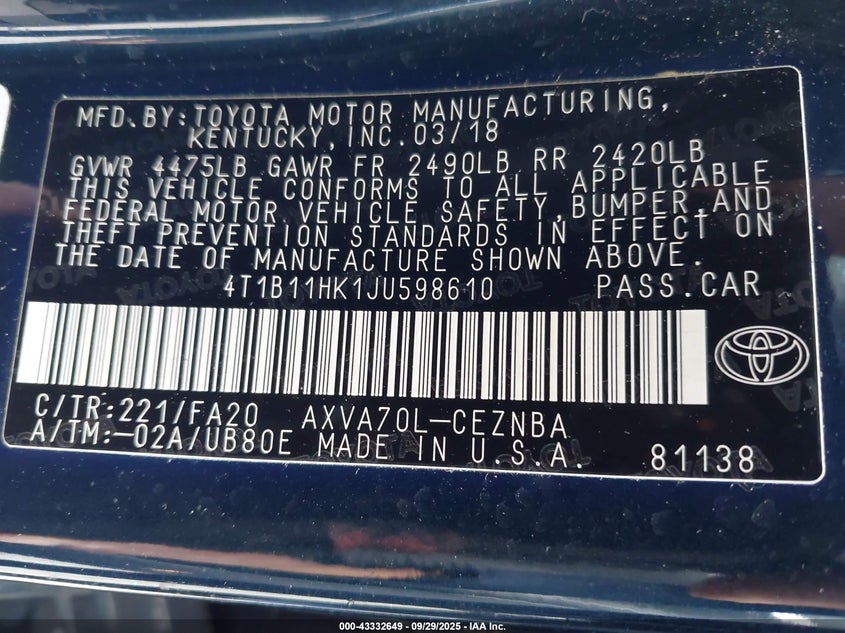 MFD.BY:TOYOTA MOTOR MANUFACTURING,
KENTUCKY,INC.03/18
GVWR 4475LB GAWR FR 2490LB RR 2420LB
THIS VEHICLE CONFORMS TO ALL APPLICABLE
FEDERAL MOTOR VEHICLE SAFETY,BUMPER,AND
THEFT PREVENTION STANDARDS IN EFFECT ON
THE DATE OF MANUFACTURE SHOWN ABOVE.
4T1B11HK1JU598610 PASS.CAR
C/TR:221/FA20 AXVA70L-CEZNBA
A/TM:-02A/UB80E MADE IN U.S.A. 81138
000-43332649 - 09/29/2025 - IAA Inc.